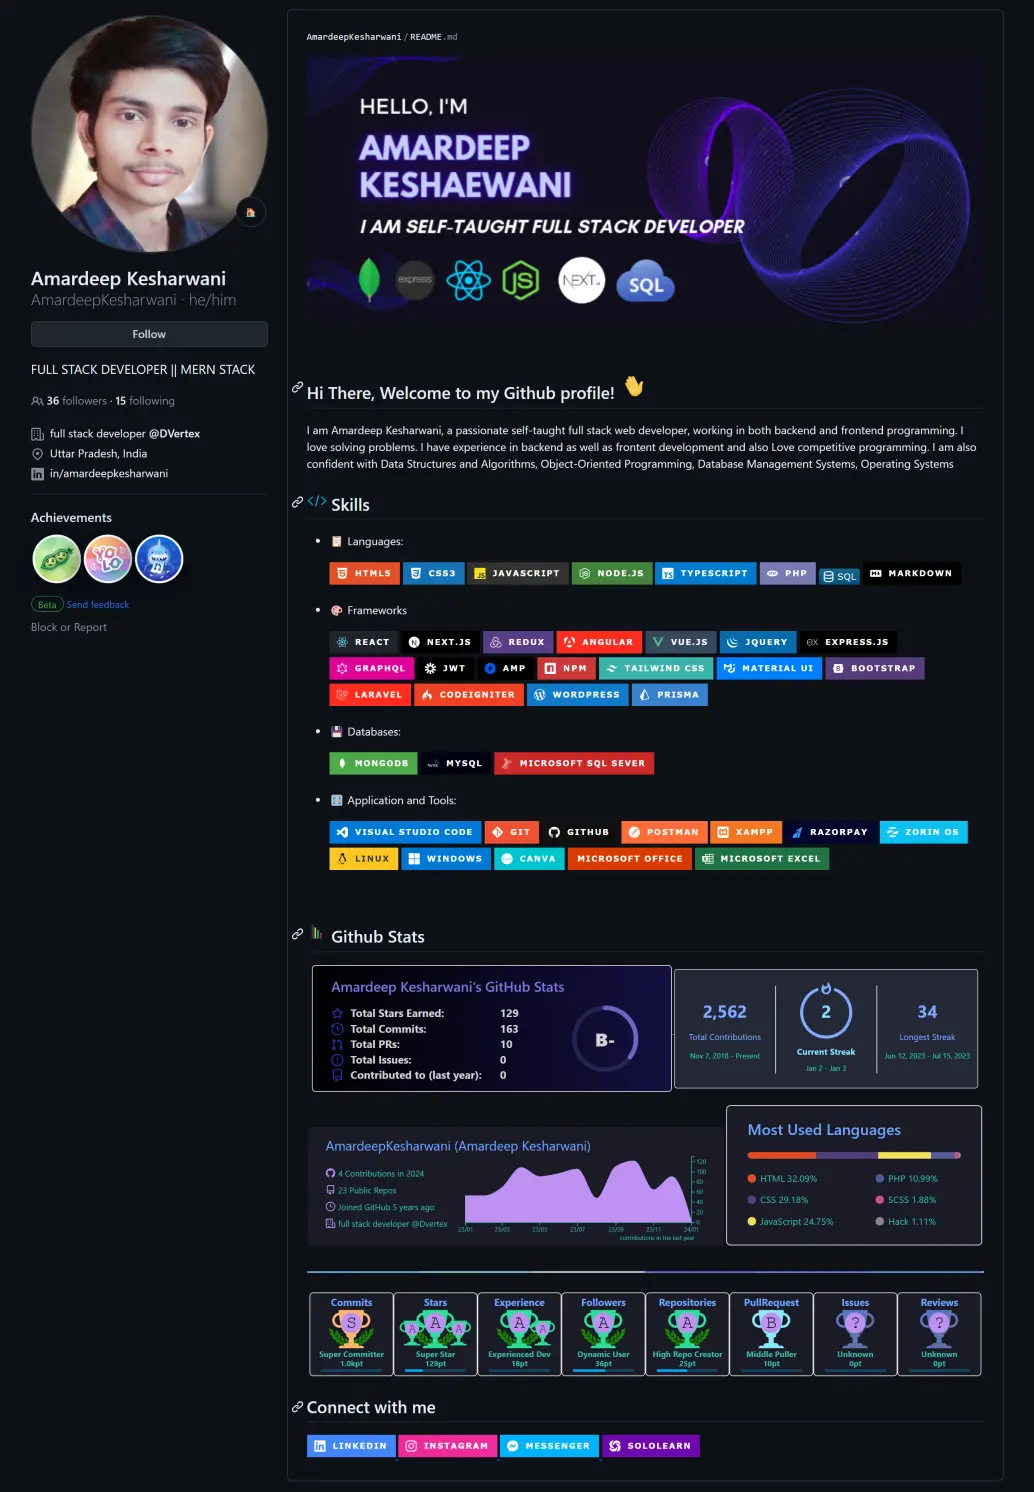 Amardeep Kesharwani
AmardeepKesharwani · he/him
Follow
FULL STACK DEVELOPER || MERN STACK
36 followers · 15 following
full stack developer @DVertex
Uttar Pradesh, India
in/amardeepkesharwani
Achievements
YOLO
Beta Send feedback
Block or Report
AmardeepKesharwani / README.md
HELLO, I'M
AMARDEEP
KESHAEWANI
I AM SELF-TAUGHT FULL STACK DEVELOPER
express JS NEXT.JS SQL
Hi There, Welcome to my Github profile!
I am Amardeep Kesharwani, a passionate self-taught full stack web developer, working in both backend and frontend programming. I
love solving problems. I have experience in backend as well as frontent development and also Love competitive programming. I am also
confident with Data Structures and Algorithms, Object-Oriented Programming, Database Management Systems, Operating Systems
</> Skills
Languages:
HTML5 CSS3 JAVASCRIPT NODE.JS TYPESCRIPT PHP SQL MARKDOWN
Frameworks
REACT NEXT.JS REDUX ANGULAR VUE.JS JQUERY EXPRESS.JS
GRAPHQL JWT AMP NPM TAILWIND CSS MATERIAL UI BOOTSTRAP
LARAVEL CODEIGNITER WORDPRESS PRISMA
Databases:
MONGODB MYSQL MICROSOFT SQL SEVER
Application and Tools:
VISUAL STUDIO CODE GIT GITHUB POSTMAN XAMPP RAZORPAY ZORIN OS
LINUX WINDOWS CANVA MICROSOFT OFFICE MICROSOFT EXCEL
Github Stats
Amardeep Kesharwani's GitHub Stats
Total Stars Earned: 129
Total Commits: 163
Total PRs: 10
Total Issues: 0
Contributed to (last year): 0
B-
2,562
Total Contributions
Nov 7, 2018 - Present
2
Current Streak
Jan 2 - Jan 3
34
Longest Streak
Jun 12, 2023 - Jul 15, 2023
AmardeepKesharwani (Amardeep Kesharwani)
4 Contributions in 2024
23 Public Repos
Joined GitHub 5 years ago
full stack developer @Dvertex
120
100
80
60
40
20
0
23/01 23/03 23/05 23/07 23/09 23/11 24/01
contributions in the last year
Most Used Languages
HTML 32.09% PHP 10.99%
CSS 29.18% SCSS 1.88%
JavaScript 24.75% Hack 1.11%
Commits Stars Experience Followers Repositories PullRequest Issues Reviews
S A A A A A A A B ? ?
Super Committer Super Star Experienced Dev Dynamic User High Repo Creator Middle Puller Unknown Unknown
1.0kpt 129pt 18pt 36pt 25pt 10pt 0pt 0pt
Connect with me
LINKEDIN INSTAGRAM MESSENGER SOLOLEARN